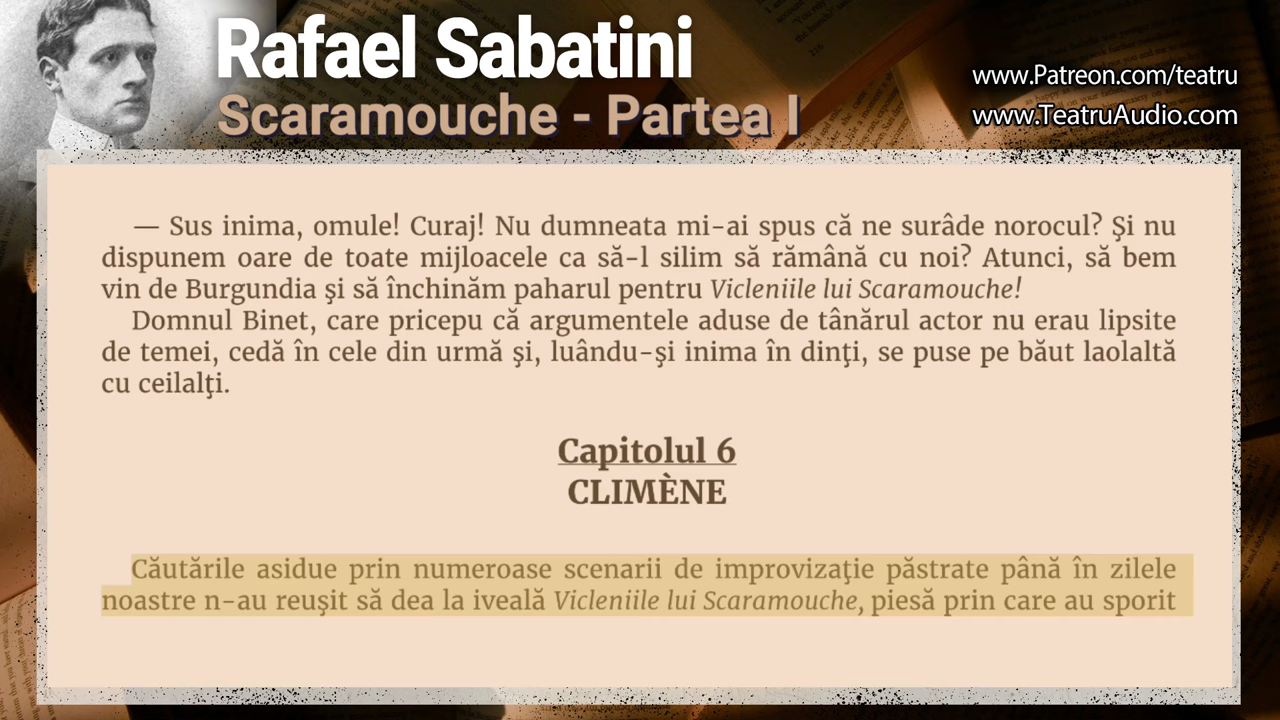 Rafael Sabatini
Scaramouche - Partea I
www.Patreon.com/teatru
www.TeatruAudio.com
— Sus inima, omule! Curaj! Nu dumneata mi-ai spus că ne surâde norocul? Şi nu
dispunem oare de toate mijloacele ca să-l silim să rămână cu noi? Atunci, să bem
vin de Burgundia şi să închinăm paharul pentru Vicleniile lui Scaramouche!
Domnul Binet, care pricepu că argumentele aduse de tânărul actor nu erau lipsite
de temei, cedă în cele din urmă şi, luându-şi inima în dinţi, se puse pe băut laolaltă
cu ceilalţi.
Capitolul 6
CLIMÈNE
Căutările asidue prin numeroase scenarii de improvizaţie păstrate până în zilele
noastre n-au reuşit să dea la iveală Vicleniile lui Scaramouche, piesă prin care au sporit